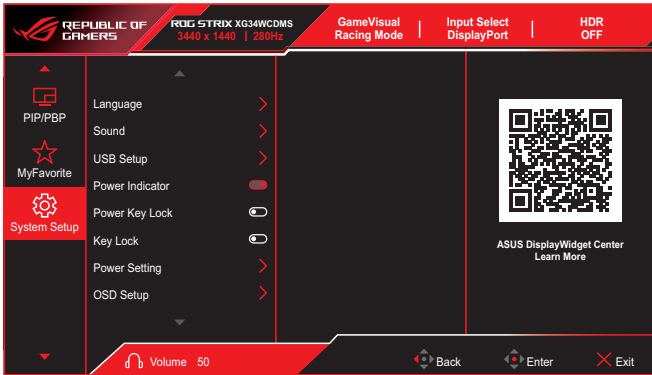 REPUBLIC OF
GAMERS
ROG STRIX XG34WCDMS
3440 x 1440 | 280Hz
GameVisual
Racing Mode
Input Select
DisplayPort
HDR
OFF
PIP/PBP
MyFavorite
System Setup
Language
Sound
USB Setup
Power Indicator
Power Key Lock
Key Lock
Power Setting
OSD Setup
ASUS DisplayWidget Center
Learn More
Volume 50
Back
Enter
Exit